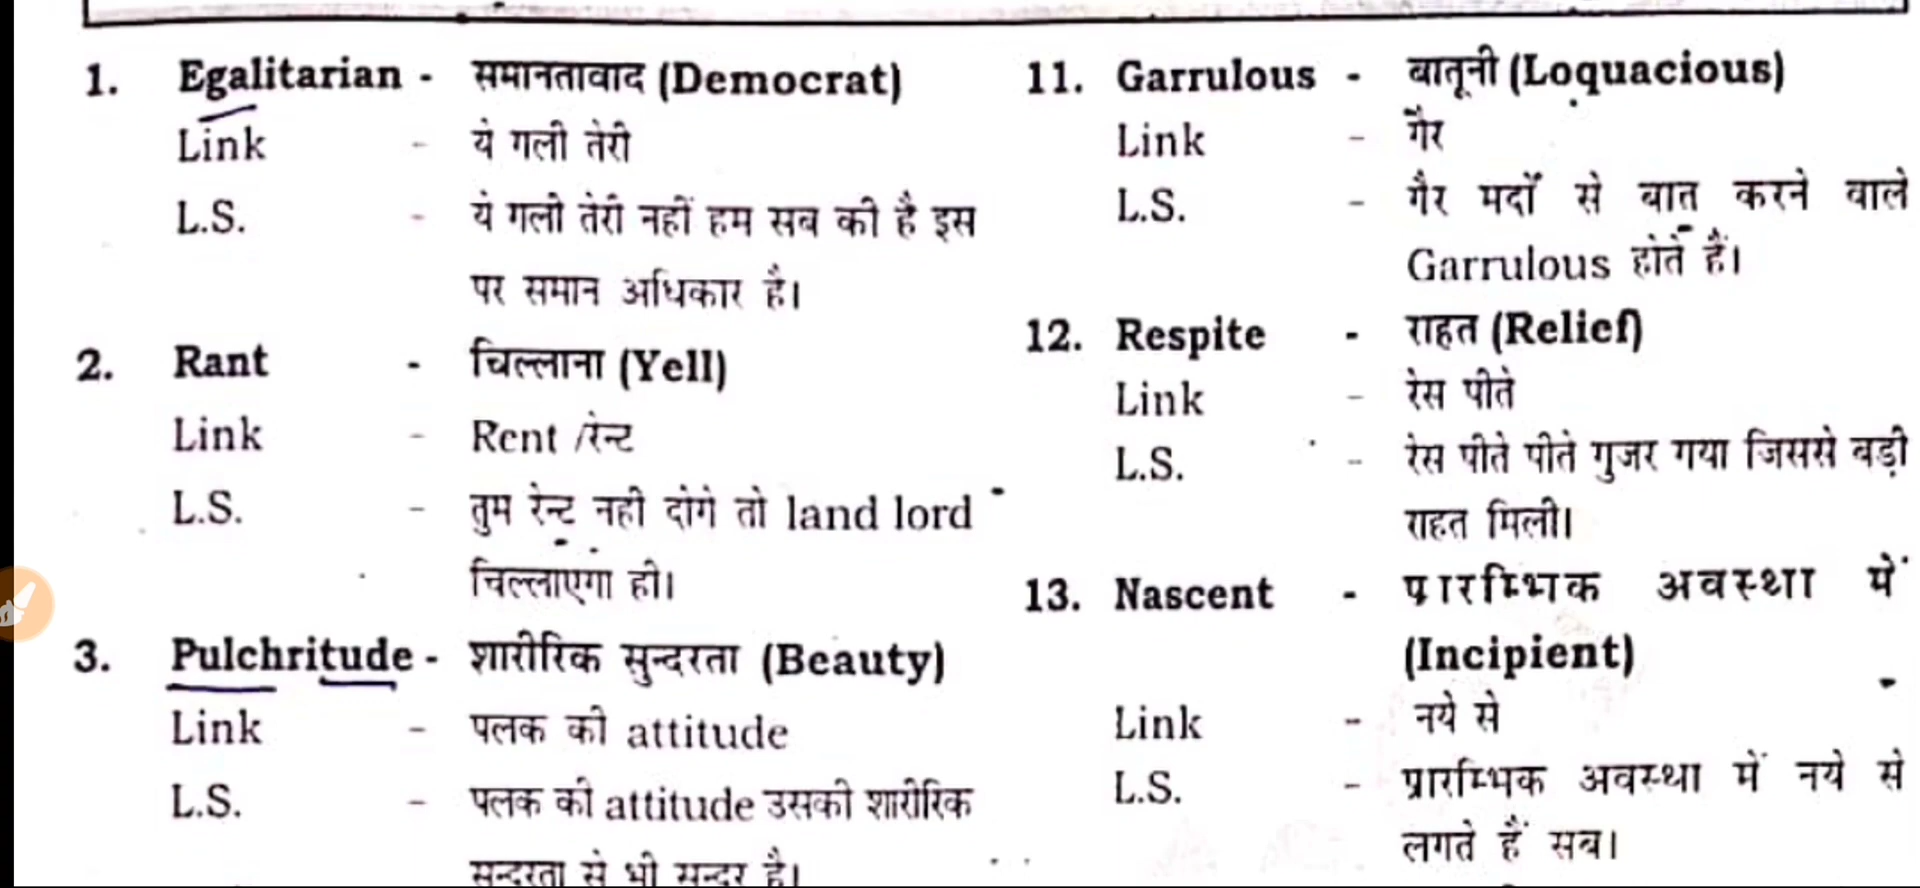 1. Egalitarian - समानतावाद (Democrat)
Link - ये गली तेरी
L.S. - ये गली तेरी नहीं हम सब की है इस
पर समान अधिकार है।
2. Rant - चिल्लाना (Yell)
Link - Rent /रेन्ट
L.S. - तुम रेन्ट नही दोगे तो land lord
चिल्लाएगा ही।
3. Pulchritude - शारीरिक सुन्दरता (Beauty)
Link - पलक की attitude
L.S. - पलक की attitude उसकी शारीरिक
सुन्दरता से भी सुन्दर है।
11. Garrulous - बातूनी (Loquacious)
Link - गैर
L.S. - गैर मर्दों से बात करने वाले
Garrulous होते हैं।
12. Respite - राहत (Relief)
Link - रेस पीते
L.S. - रेस पीते पीते गुजर गया जिससे बड़ी
राहत मिली।
13. Nascent - प्रारम्भिक अवस्था में
(Incipient)
Link - नये से
L.S. - प्रारम्भिक अवस्था में नये से
लगते हैं सब।